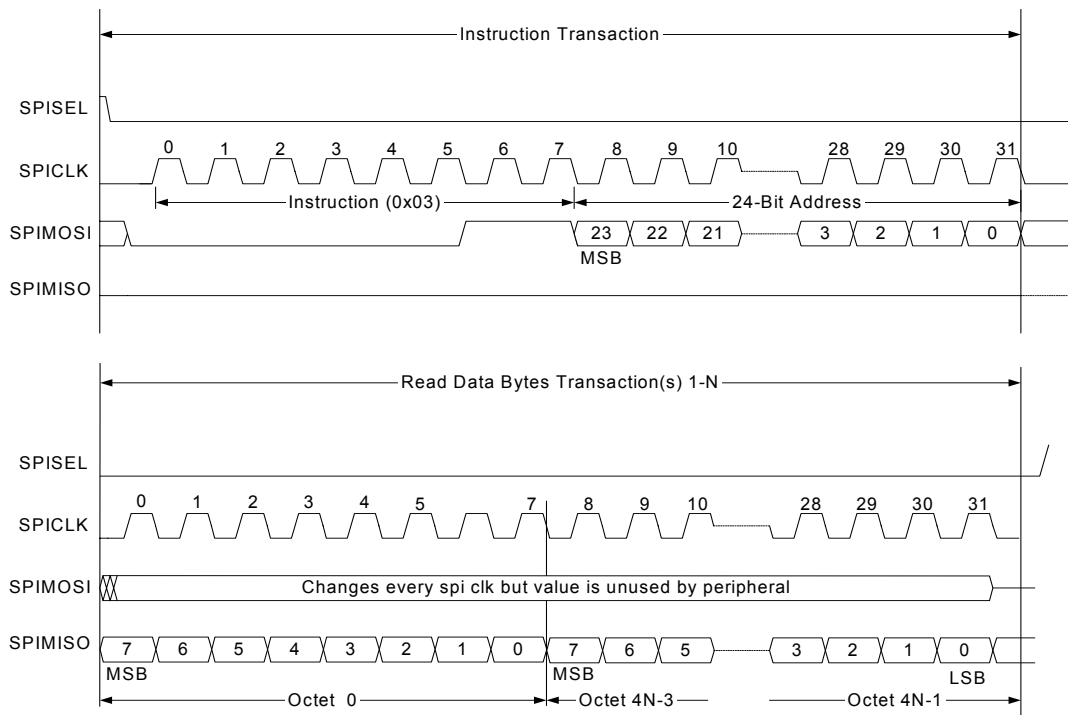 Instruction Transaction
SPISEL
0 1 2 3 4 5 6 7 8 9 10 28 29 30 31
SPICLK
Instruction (0x03) 24-Bit Address
SPIMOSI 23 22 21 3 2 1 0
MSB
SPIMISO
Read Data Bytes Transaction(s) 1-N
SPISEL
0 1 2 3 4 5 7 8 9 10 28 29 30 31
SPICLK
SPIMOSI Changes every spi clk but value is unused by peripheral
SPIMISO 7 6 5 4 3 2 1 0 7 6 5 3 2 1 0
MSB MSB LSB
Octet 0 Octet 4N-3 Octet 4N-1